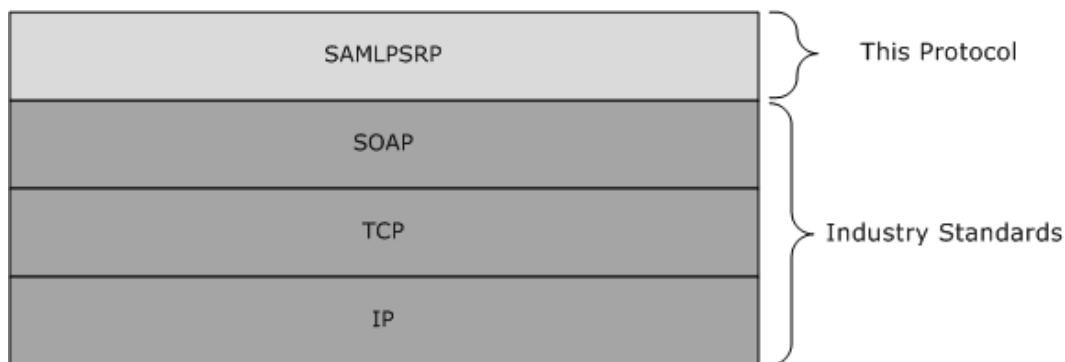 SAMLPSRP
This Protocol
SOAP
TCP
Industry Standards
IP